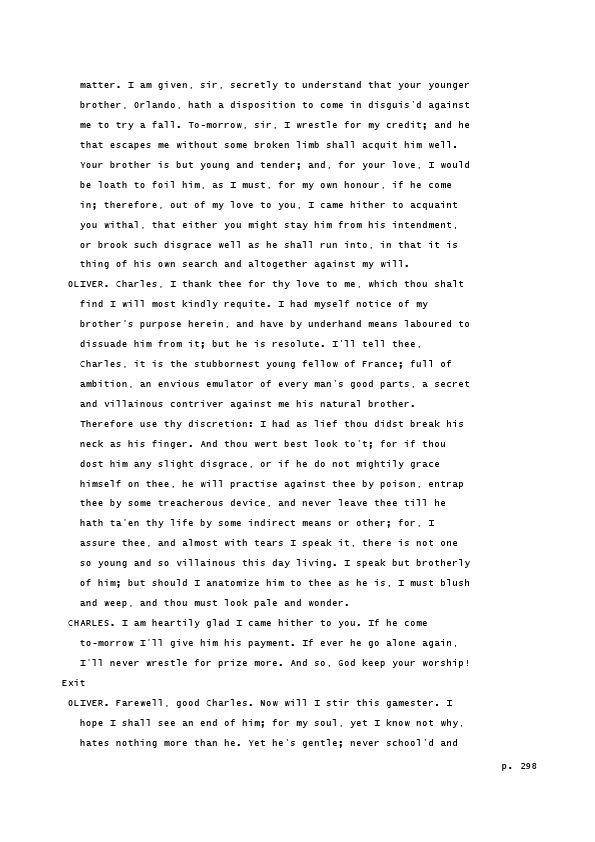 matter. I am given, sir, secretly to understand that your younger
brother, Orlando, hath a disposition to come in disguis'd against
me to try a fall. To-morrow, sir, I wrestle for my credit; and he
that escapes me without some broken limb shall acquit him well.
Your brother is but young and tender; and, for your love, I would
be loath to foil him, as I must, for my own honour, if he come
in; therefore, out of my love to you, I came hither to acquaint
you withal, that either you might stay him from his intendment,
or brook such disgrace well as he shall run into, in that it is
thing of his own search and altogether against my will.
OLIVER. Charles, I thank thee for thy love to me, which thou shalt
find I will most kindly requite. I had myself notice of my
brother's purpose herein, and have by underhand means laboured to
dissuade him from it; but he is resolute. I'll tell thee,
Charles, it is the stubbornest young fellow of France; full of
ambition, an envious emulator of every man's good parts, a secret
and villainous contriver against me his natural brother.
Therefore use thy discretion: I had as lief thou didst break his
neck as his finger. And thou wert best look to't; for if thou
dost him any slight disgrace, or if he do not mightily grace
himself on thee, he will practise against thee by poison, entrap
thee by some treacherous device, and never leave thee till he
hath ta'en thy life by some indirect means or other; for, I
assure thee, and almost with tears I speak it, there is not one
so young and so villainous this day living. I speak but brotherly
of him; but should I anatomize him to thee as he is, I must blush
and weep, and thou must look pale and wonder.
CHARLES. I am heartily glad I came hither to you. If he come
to-morrow I'll give him his payment. If ever he go alone again,
I'll never wrestle for prize more. And so, God keep your worship!
Exit
OLIVER. Farewell, good Charles. Now will I stir this gamester. I
hope I shall see an end of him; for my soul, yet I know not why,
hates nothing more than he. Yet he's gentle; never school'd and
p. 298